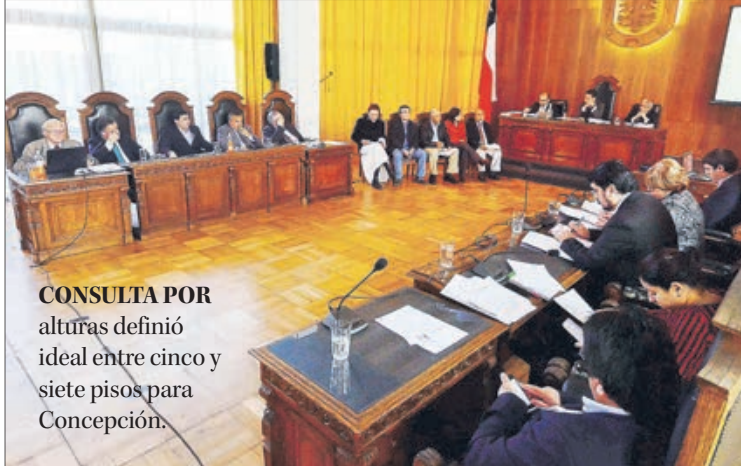 CONSULTA POR
alturas definió
ideal entre cinco y
siete pisos para
Concepción.